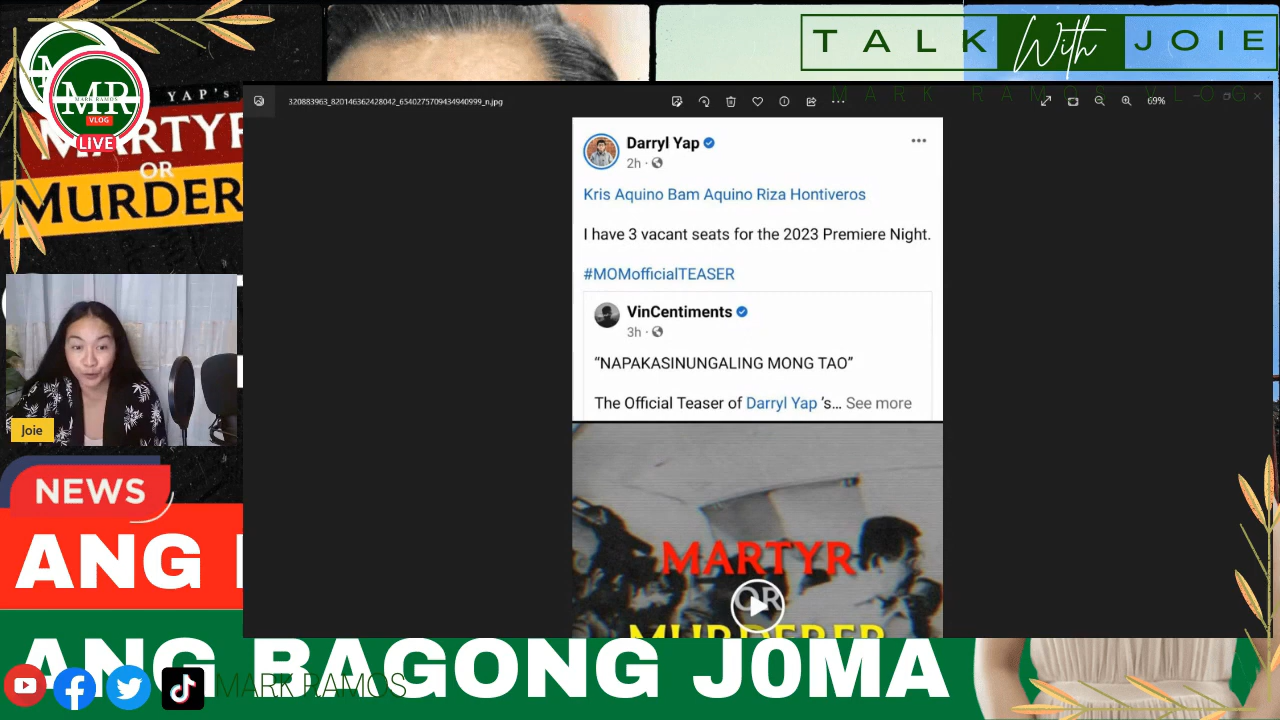 TALK With JOIE
MARK RAMOS VLOG
MR
MARK RAMOS
VLOG
LIVE
YAP's
MARTYR
OR
MURDER
320883963_820146362428042_6540275709434940999_n.jpg
69%
Darryl Yap
2h
Kris Aquino Bam Aquino Riza Hontiveros
I have 3 vacant seats for the 2023 Premiere Night.
#MOMofficialTEASER
VinCentiments
3h
“NAPAKASINUNGALING MONG TAO”
The Official Teaser of Darryl Yap 's... See more
MARTYR
OR
MURDERER
Joie
NEWS
ANG
ANG BAGONG J0MA
MARK RAMOS